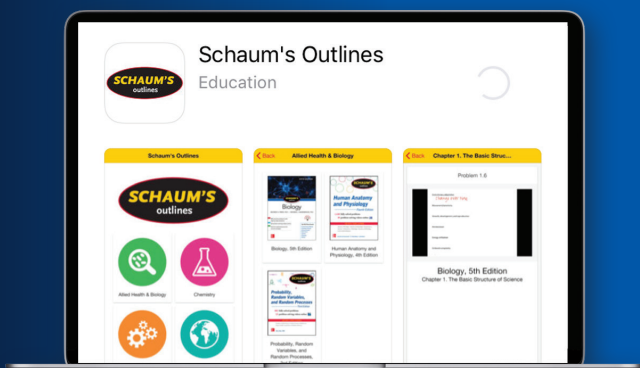 Schaum's Outlines
Education
SCHAUM'S
outlines
Schaum's Outlines
SCHAUM'S
outlines
Allied Health & Biology
Chemistry
Back
Allied Health & Biology
Biology
Biology, 5th Edition
Human Anatomy
and Physiology
Human Anatomy and
Physiology, 4th Edition
Probability,
Random Variables,
and Random Processes
Probability, Random
Variables, and
Random Processes,
Back
Chapter 1. The Basic Struc...
Problem 1.6
Biology, 5th Edition
Chapter 1. The Basic Structure of Science